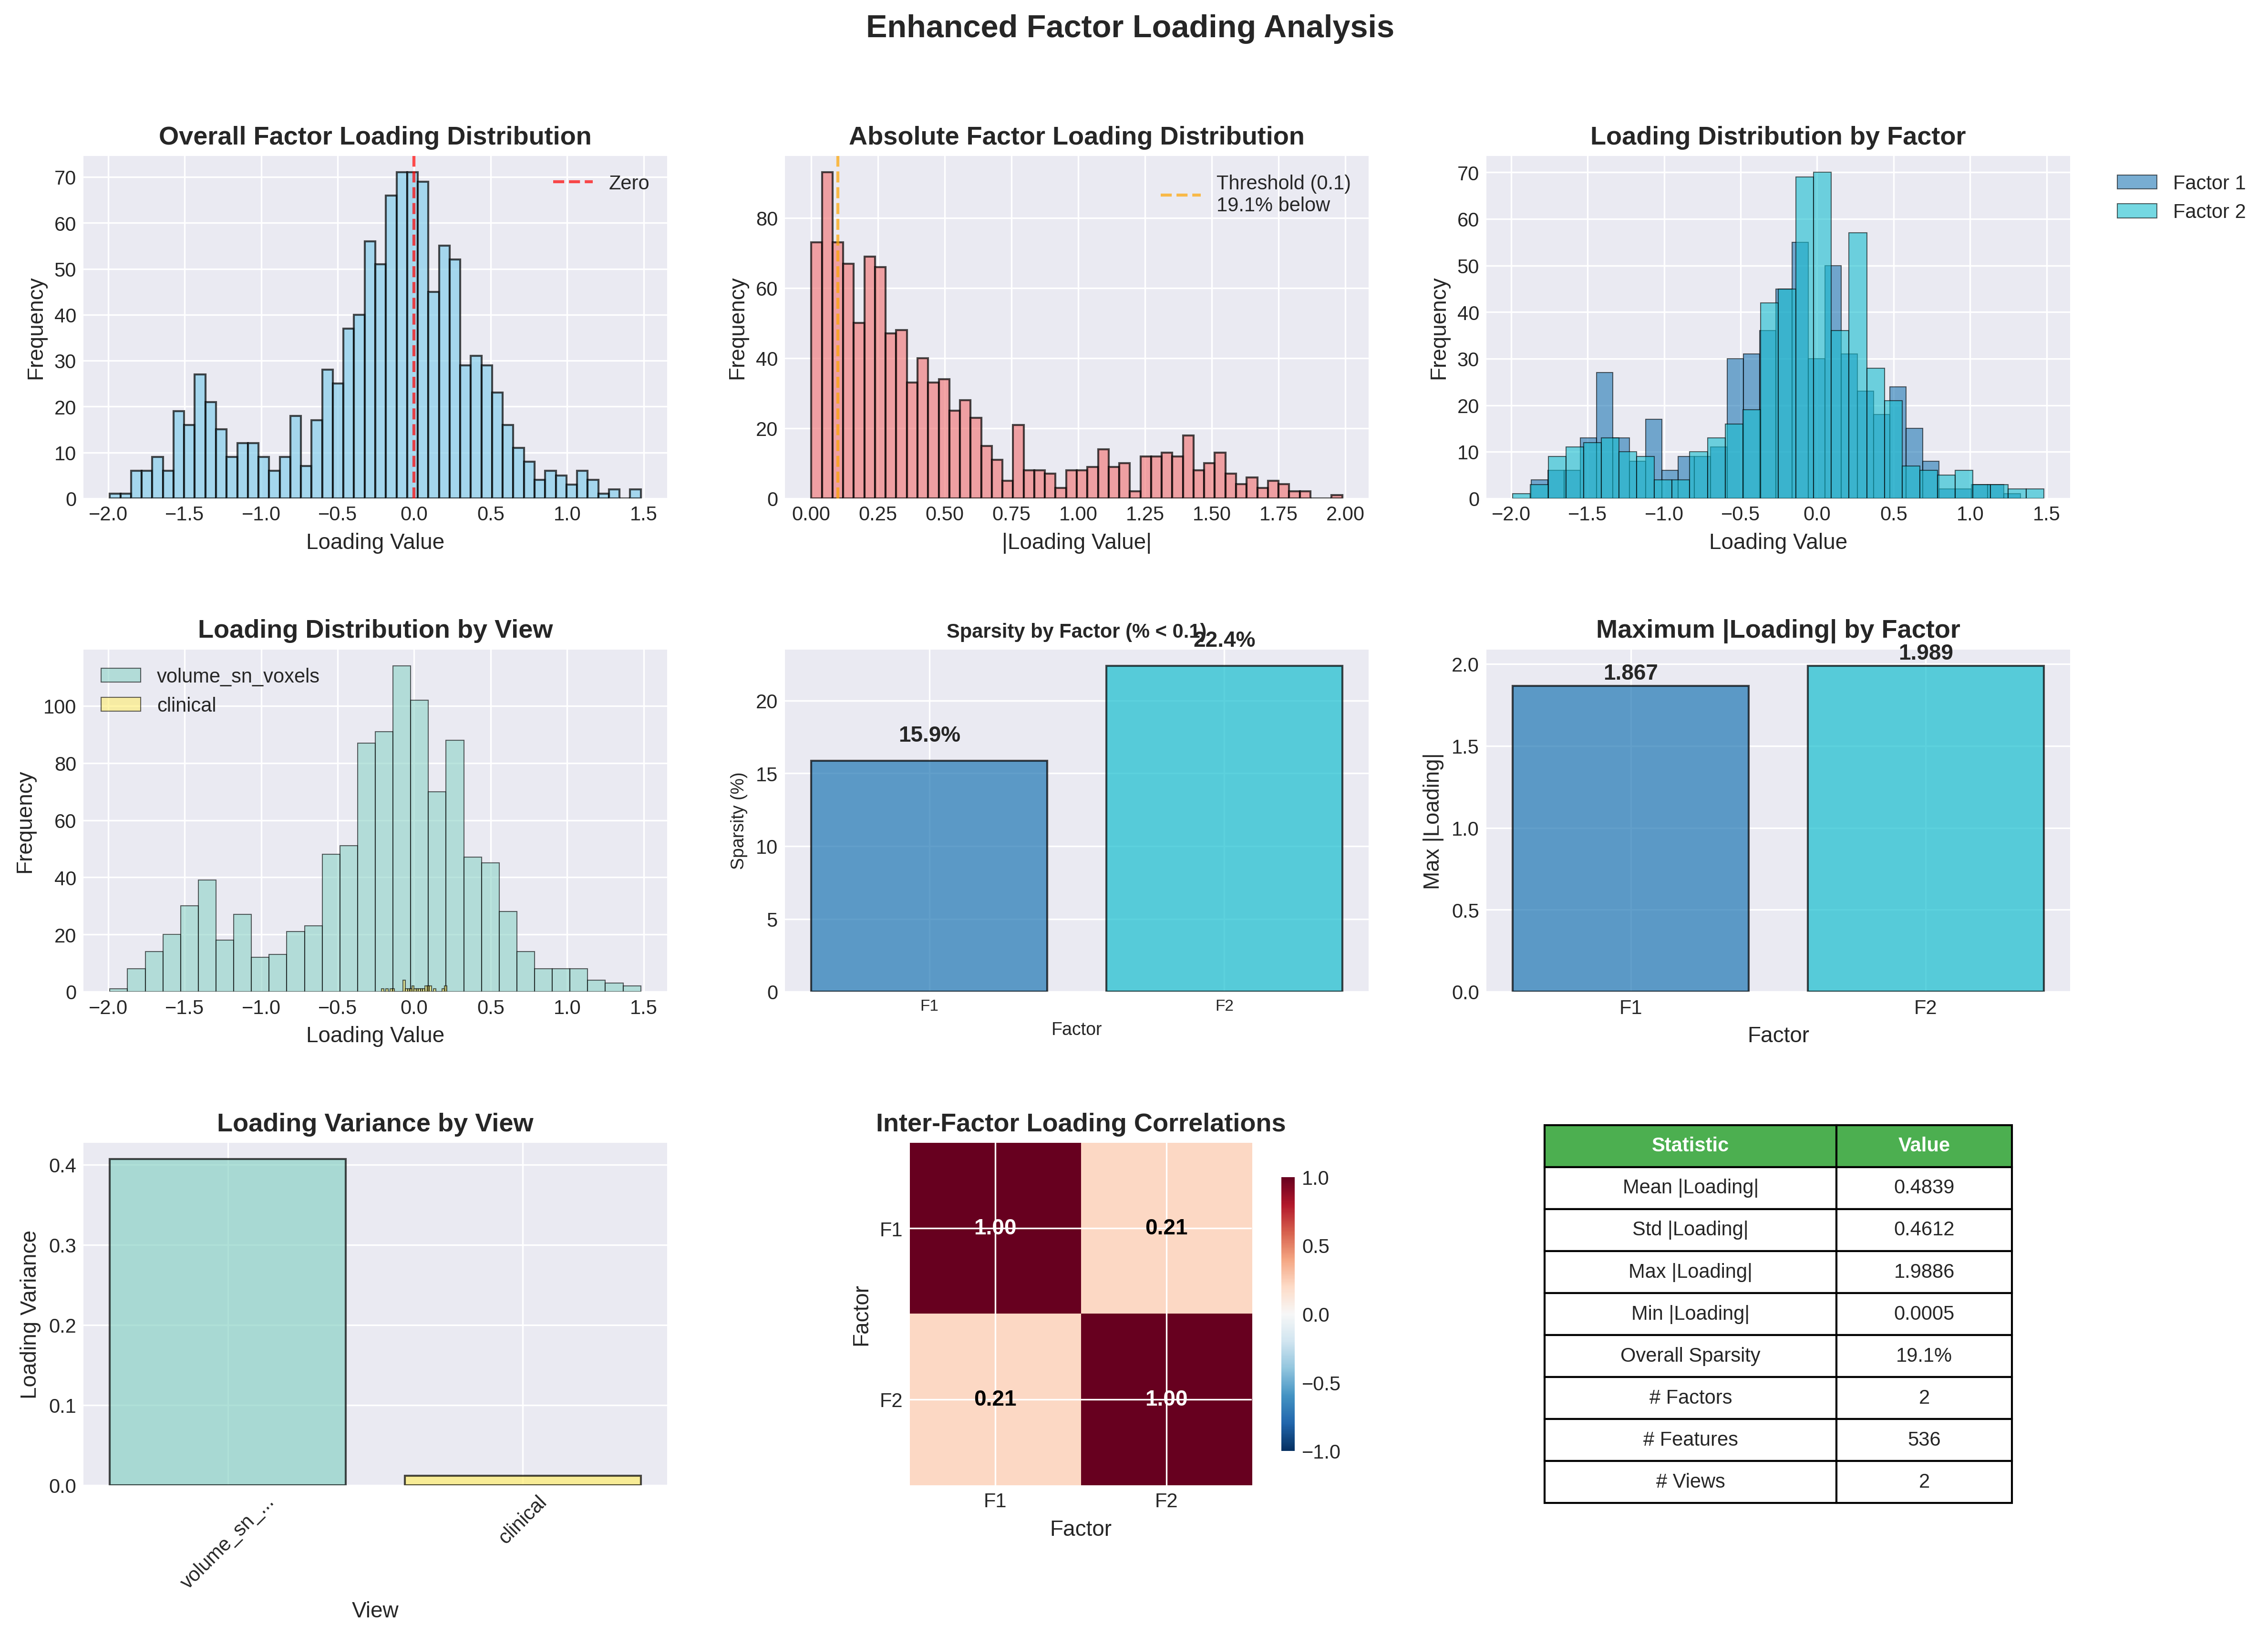 Enhanced Factor Loading Analysis
Overall Factor Loading Distribution
Zero
Frequency
70
60
50
40
30
20
10
0
−2.0 −1.5 −1.0 −0.5 0.0 0.5 1.0 1.5
Loading Value
Absolute Factor Loading Distribution
Threshold (0.1)
19.1% below
Frequency
80
60
40
20
0
0.00 0.25 0.50 0.75 1.00 1.25 1.50 1.75 2.00
|Loading Value|
Loading Distribution by Factor
Factor 1
Factor 2
Frequency
70
60
50
40
30
20
10
0
−2.0 −1.5 −1.0 −0.5 0.0 0.5 1.0 1.5
Loading Value
Loading Distribution by View
volume_sn_voxels
clinical
Frequency
100
80
60
40
20
0
−2.0 −1.5 −1.0 −0.5 0.0 0.5 1.0 1.5
Loading Value
Sparsity by Factor (% < 0.1)
22.4%
15.9%
Sparsity (%)
20
15
10
5
0
F1 F2
Factor
Maximum |Loading| by Factor
1.989
1.867
Max |Loading|
2.0
1.5
1.0
0.5
0.0
F1 F2
Factor
Loading Variance by View
Loading Variance
0.4
0.3
0.2
0.1
0.0
volume_sn_... clinical
View
Inter-Factor Loading Correlations
Factor
F1 1.00 0.21
F2 0.21 1.00
F1 F2
Factor
1.0
0.5
0.0
−0.5
−1.0
Statistic Value
Mean |Loading| 0.4839
Std |Loading| 0.4612
Max |Loading| 1.9886
Min |Loading| 0.0005
Overall Sparsity 19.1%
# Factors 2
# Features 536
# Views 2